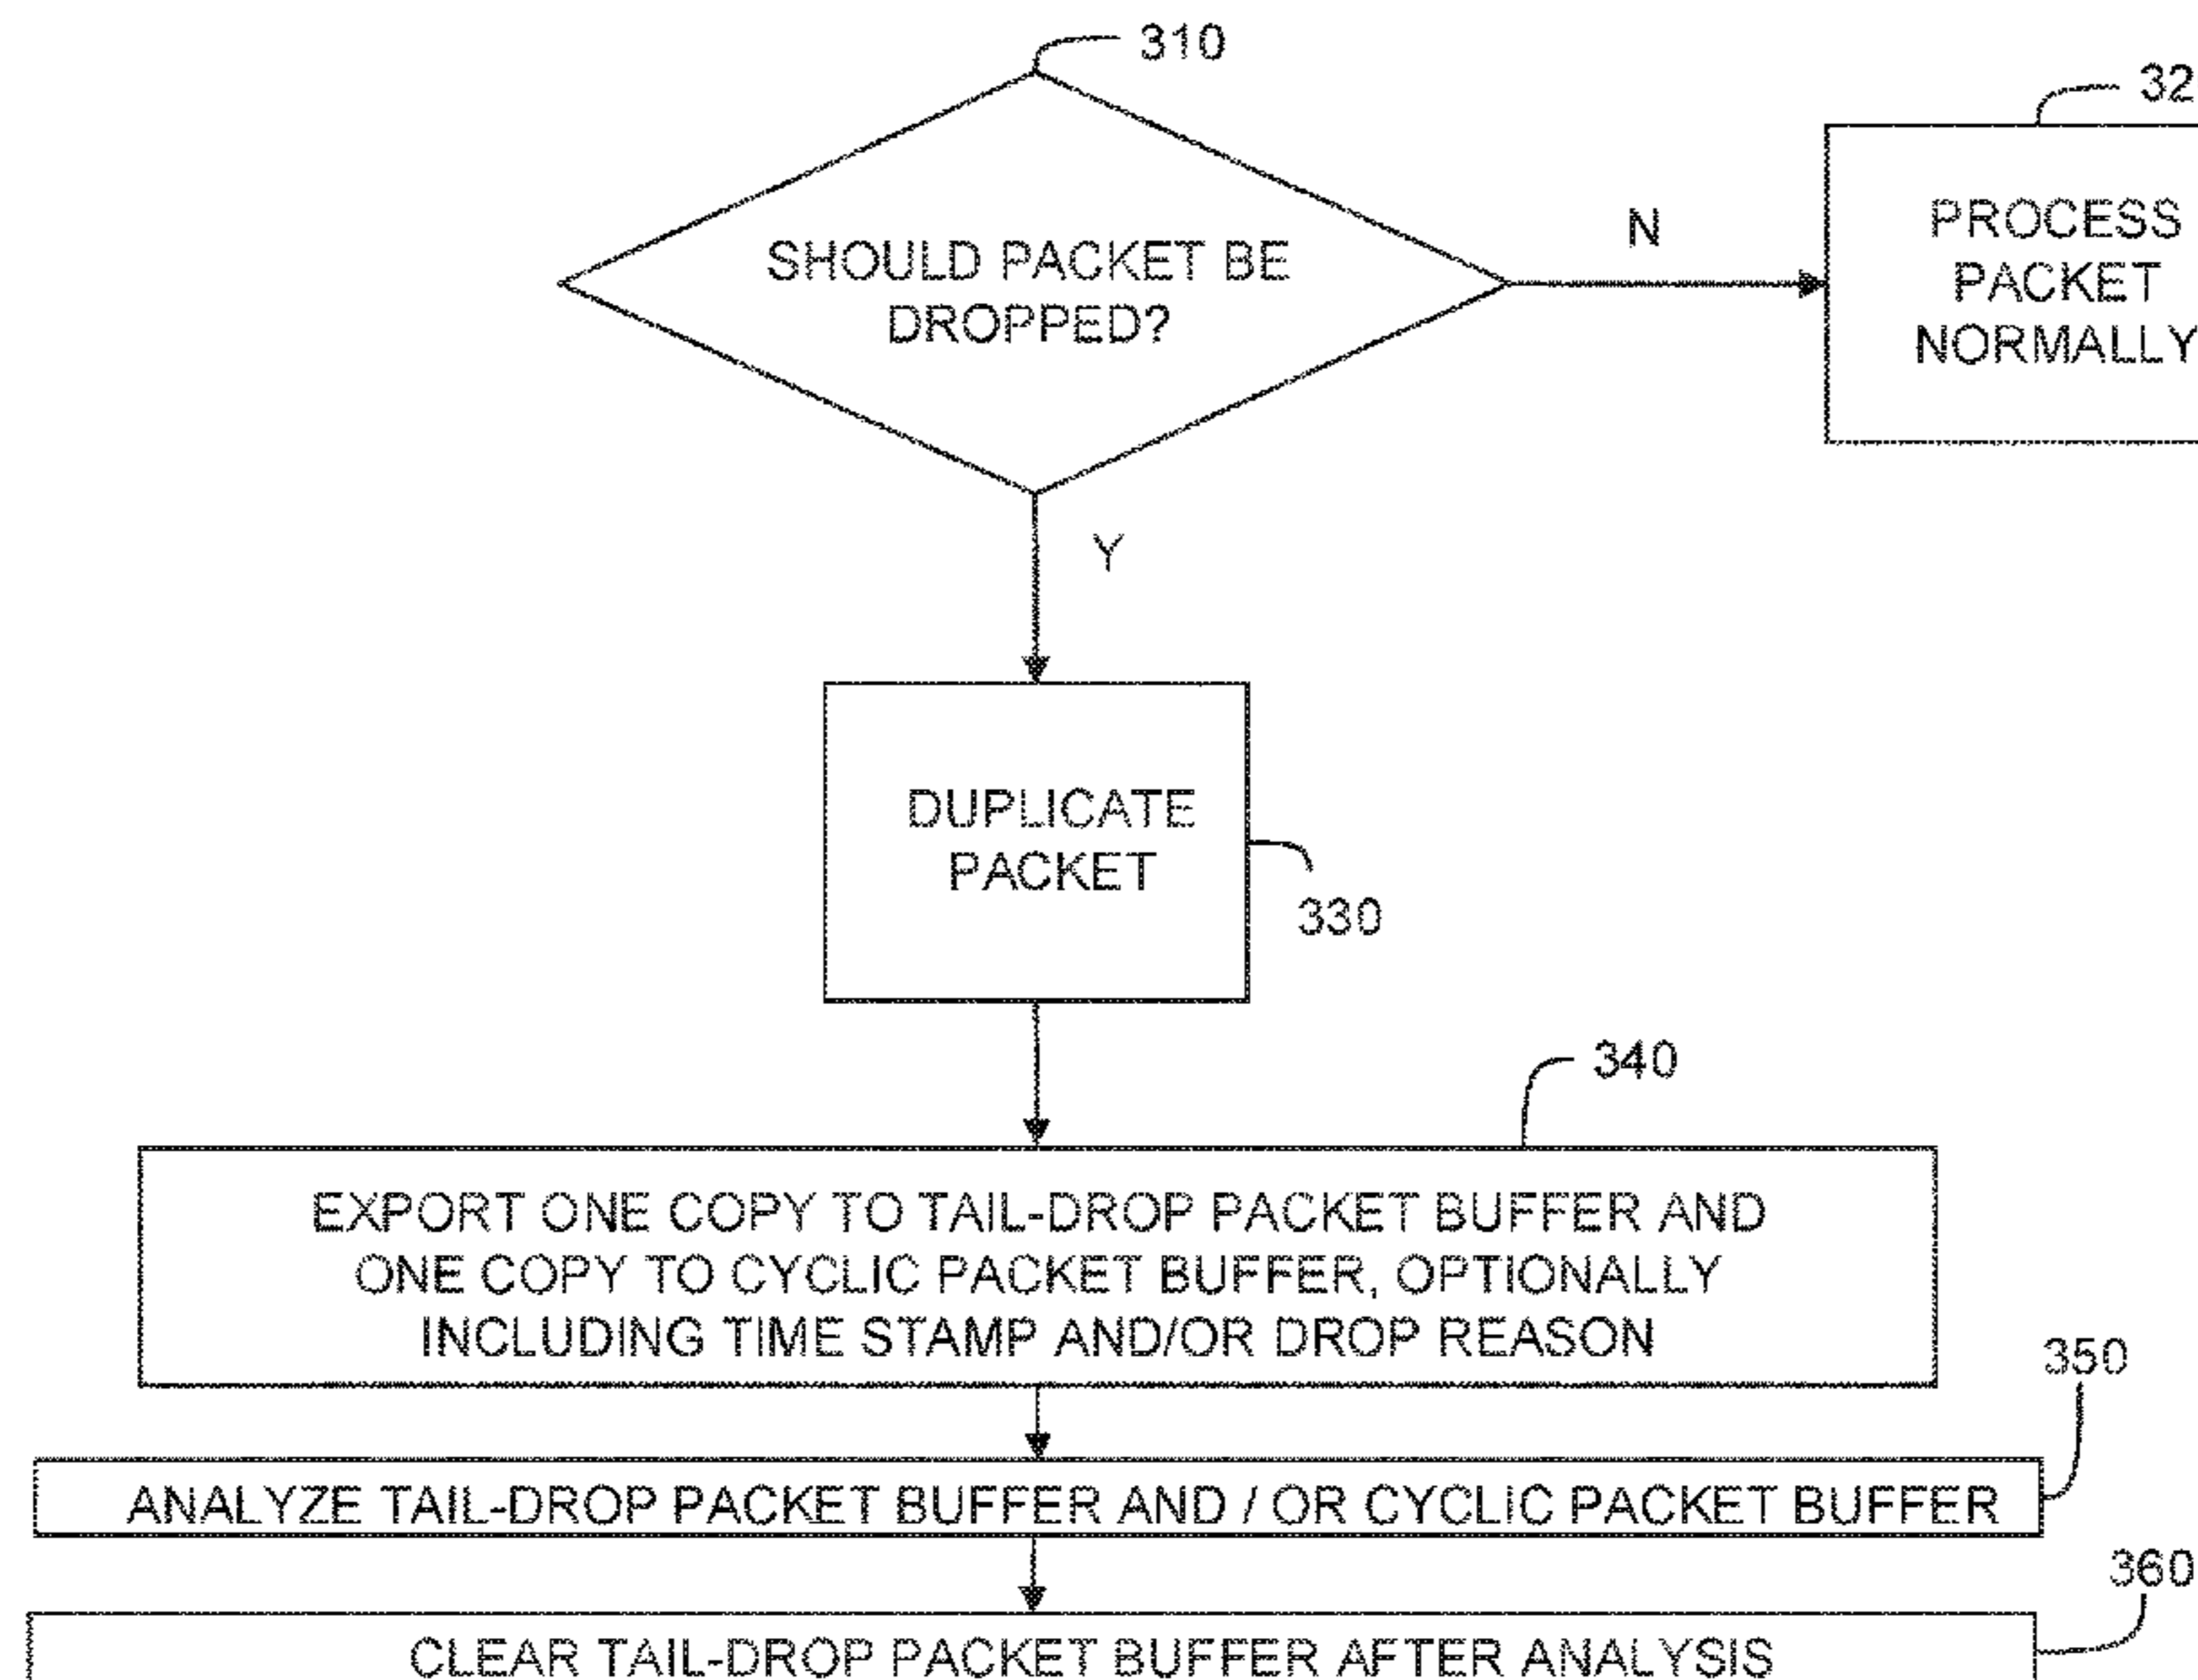 310
32
SHOULD PACKET BE
DROPPED?
N
PROCESS
PACKET
NORMALLY
Y
DUPLICATE
PACKET
330
340
EXPORT ONE COPY TO TAIL-DROP PACKET BUFFER AND
ONE COPY TO CYCLIC PACKET BUFFER, OPTIONALLY
INCLUDING TIME STAMP AND/OR DROP REASON
350
ANALYZE TAIL-DROP PACKET BUFFER AND / OR CYCLIC PACKET BUFFER
360
CLEAR TAIL-DROP PACKET BUFFER AFTER ANALYSIS